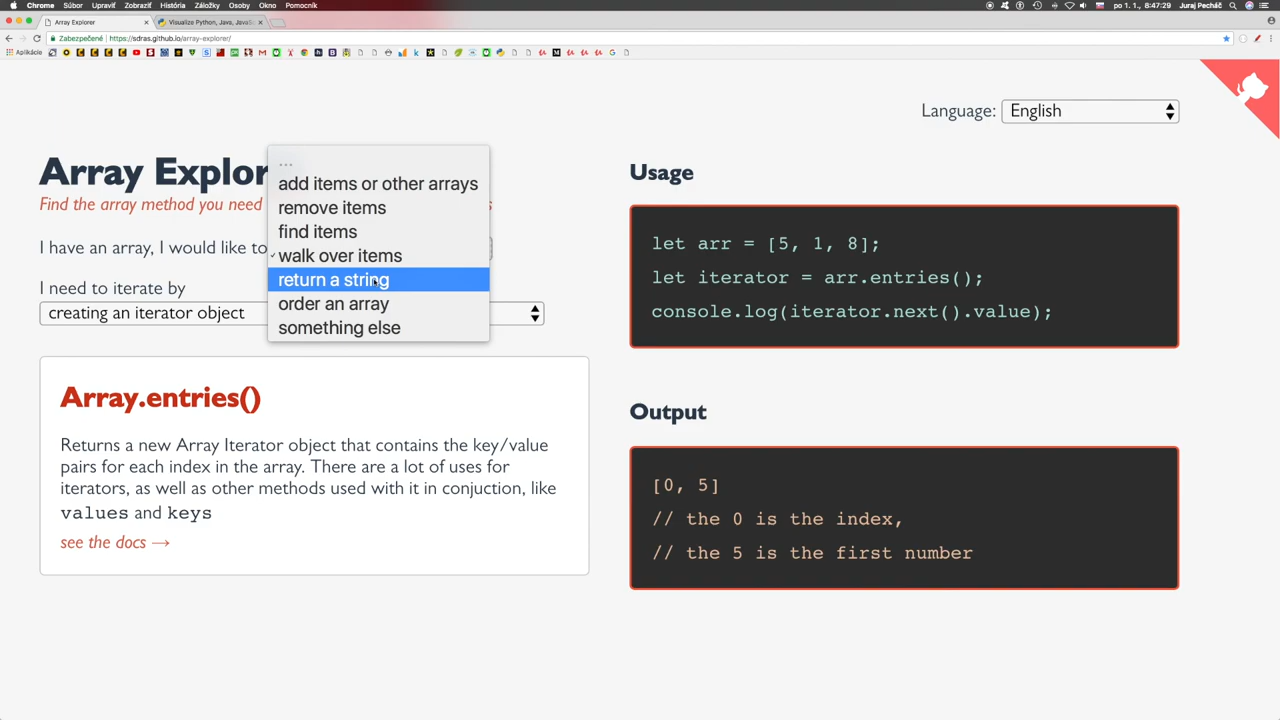 Chrome Súbor Upraviť Zobraziť História Záložky Osoby Okno Pomocník po 1. 1., 8:47:29 Juraj Pecháč
Array Explorer Visualize Python, Java, JavaSc
Zabezpečené https://sdras.github.io/array-explorer/
Aplikácie
Language: English
Array Explor
Find the array method you need s
I have an array, I would like to
...
add items or other arrays
remove items
find items
✓ walk over items
return a string
order an array
something else
I need to iterate by
creating an iterator object
Array.entries()
Returns a new Array Iterator object that contains the key/value
pairs for each index in the array. There are a lot of uses for
iterators, as well as other methods used with it in conjuction, like
values and keys
see the docs →
Usage
let arr = [5, 1, 8];
let iterator = arr.entries();
console.log(iterator.next().value);
Output
[0, 5]
// the 0 is the index,
// the 5 is the first number